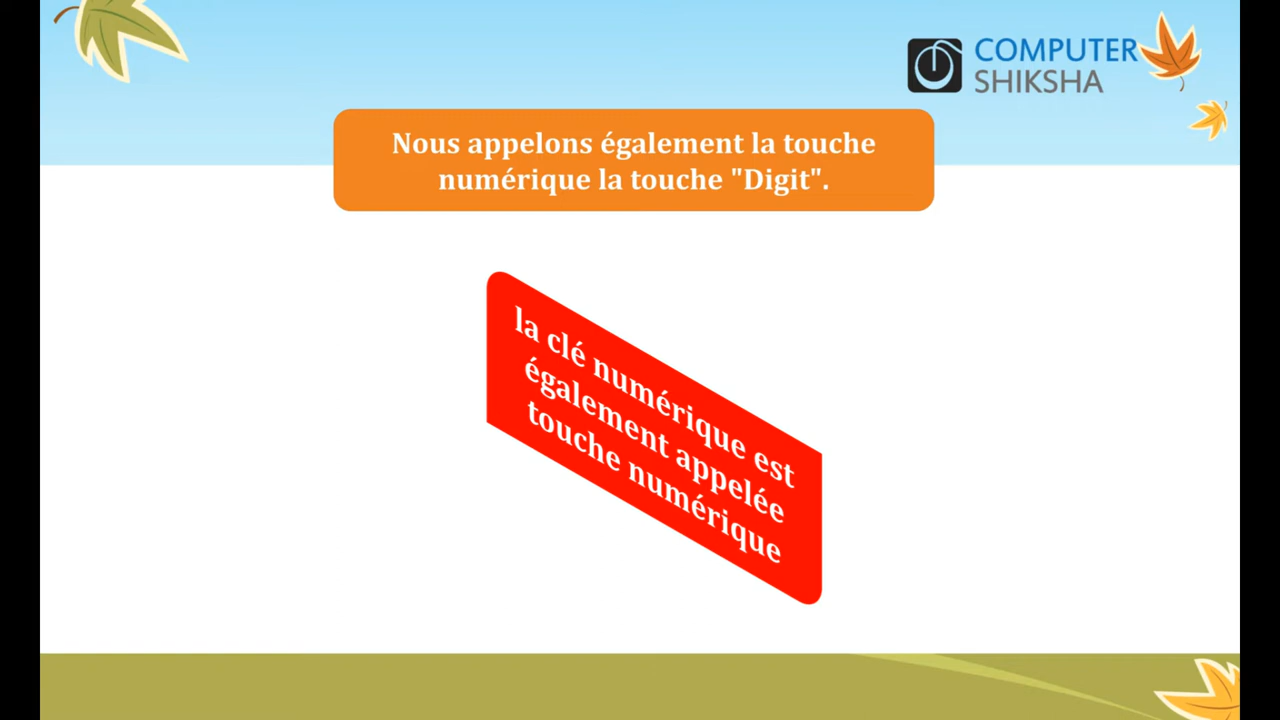 COMPUTER
SHIKSHA
Nous appelons également la touche
numérique la touche "Digit".
la clé numérique est
également appelée
touche numérique